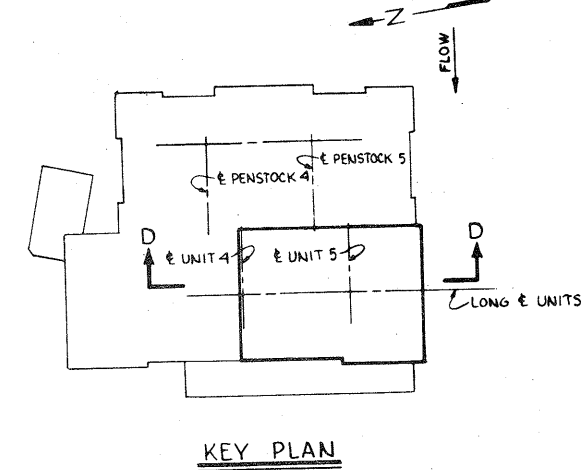 Z
FLOW
℄ PENSTOCK 5
℄ PENSTOCK 4
D
D
℄ UNIT 4
℄ UNIT 5
LONG ℄ UNITS
KEY PLAN